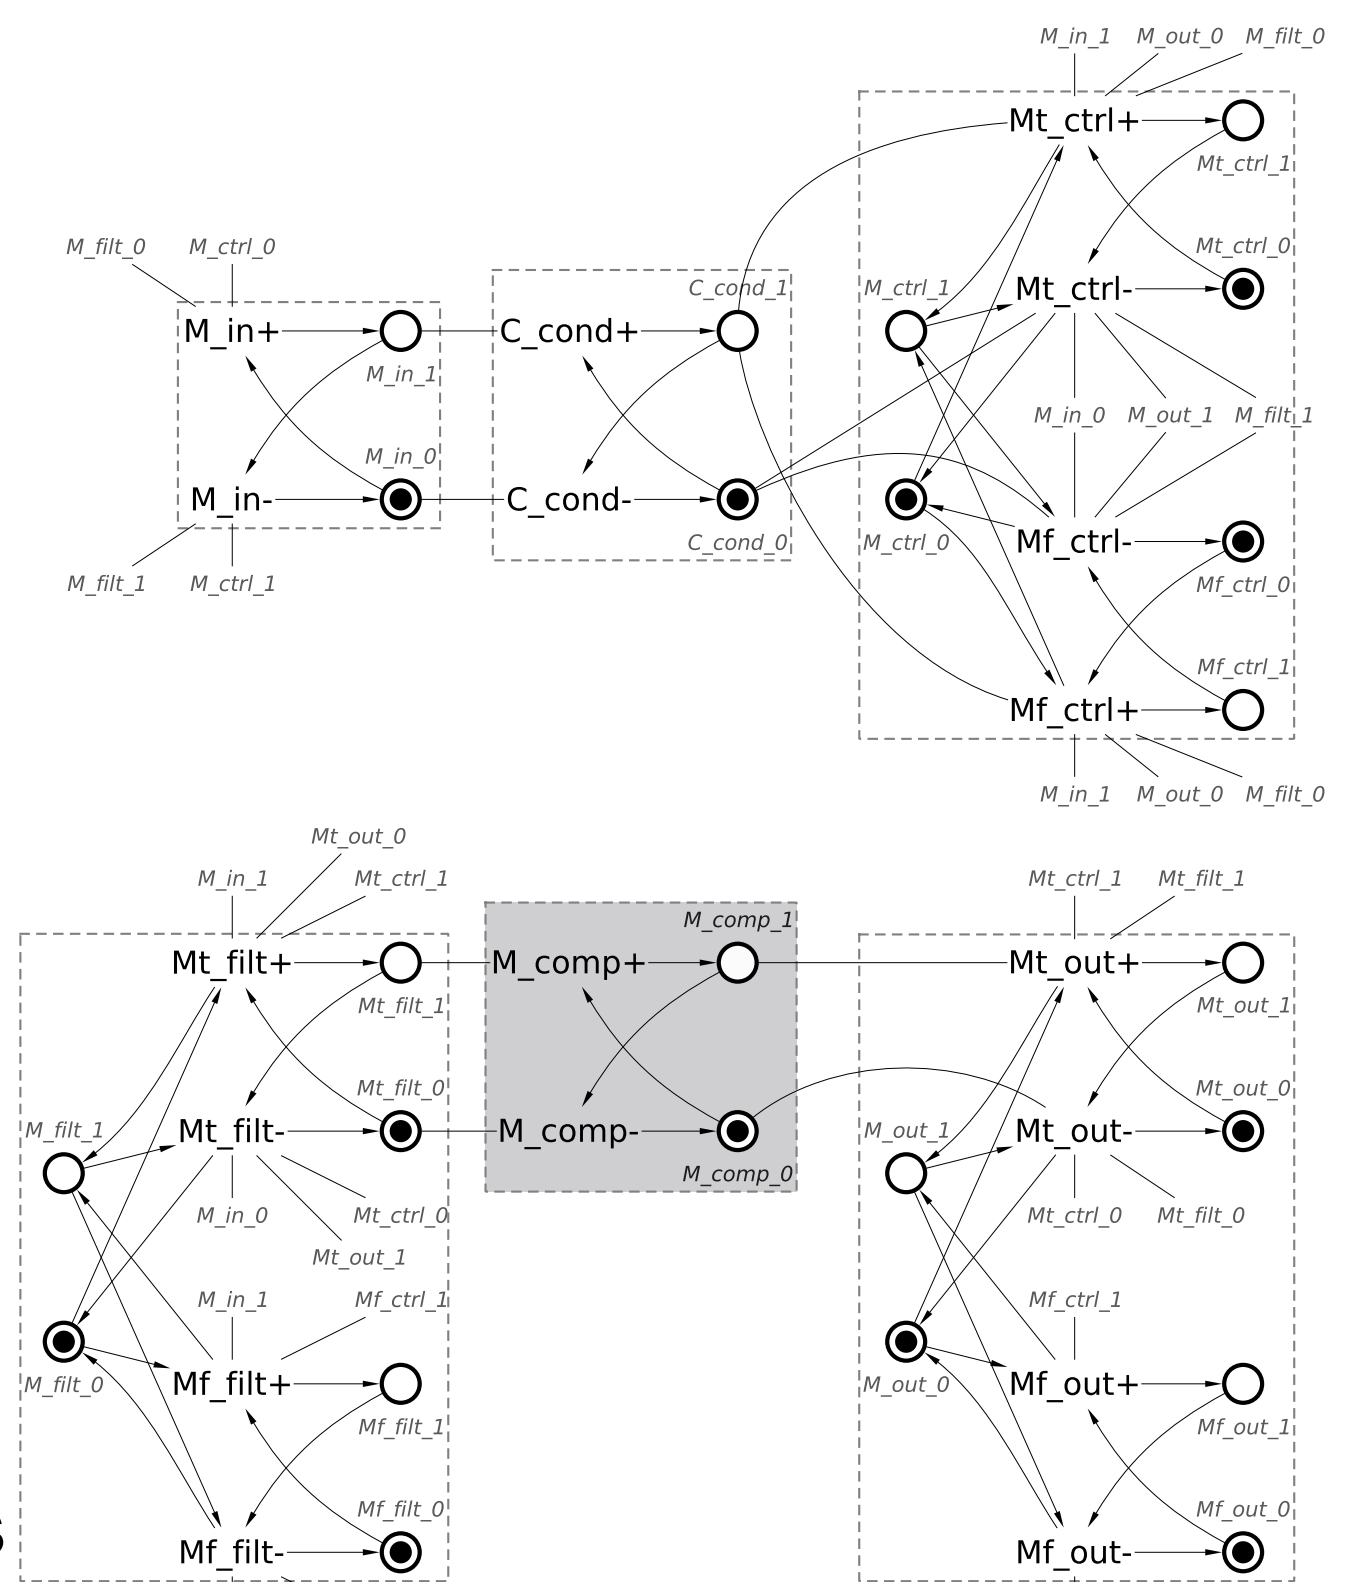 M_in_1 M_out_0 M_filt_0
Mt_ctrl+
Mt_ctrl_1
M_filt_0 M_ctrl_0
Mt_ctrl_0
C_cond_1
M_ctrl_1
Mt_ctrl-
M_in+
C_cond+
M_in_1
M_in_0 M_out_1 M_filt_1
M_in_0
M_in-
C_cond-
C_cond_0
M_ctrl_0
Mf_ctrl-
M_filt_1 M_ctrl_1
Mf_ctrl_0
Mf_ctrl_1
Mf_ctrl+
M_in_1 M_out_0 M_filt_0
Mt_out_0
M_in_1 Mt_ctrl_1
Mt_ctrl_1 Mt_filt_1
M_comp_1
Mt_filt+
M_comp+
Mt_out+
Mt_filt_1
Mt_out_1
Mt_filt_0
Mt_out_0
M_filt_1
Mt_filt-
M_comp-
M_out_1
Mt_out-
M_comp_0
M_in_0 Mt_ctrl_0
Mt_ctrl_0 Mt_filt_0
Mt_out_1
M_in_1 Mf_ctrl_1
Mf_ctrl_1
M_filt_0
Mf_filt+
M_out_0
Mf_out+
Mf_filt_1
Mf_out_1
Mf_filt_0
Mf_out_0
Mf_filt-
Mf_out-